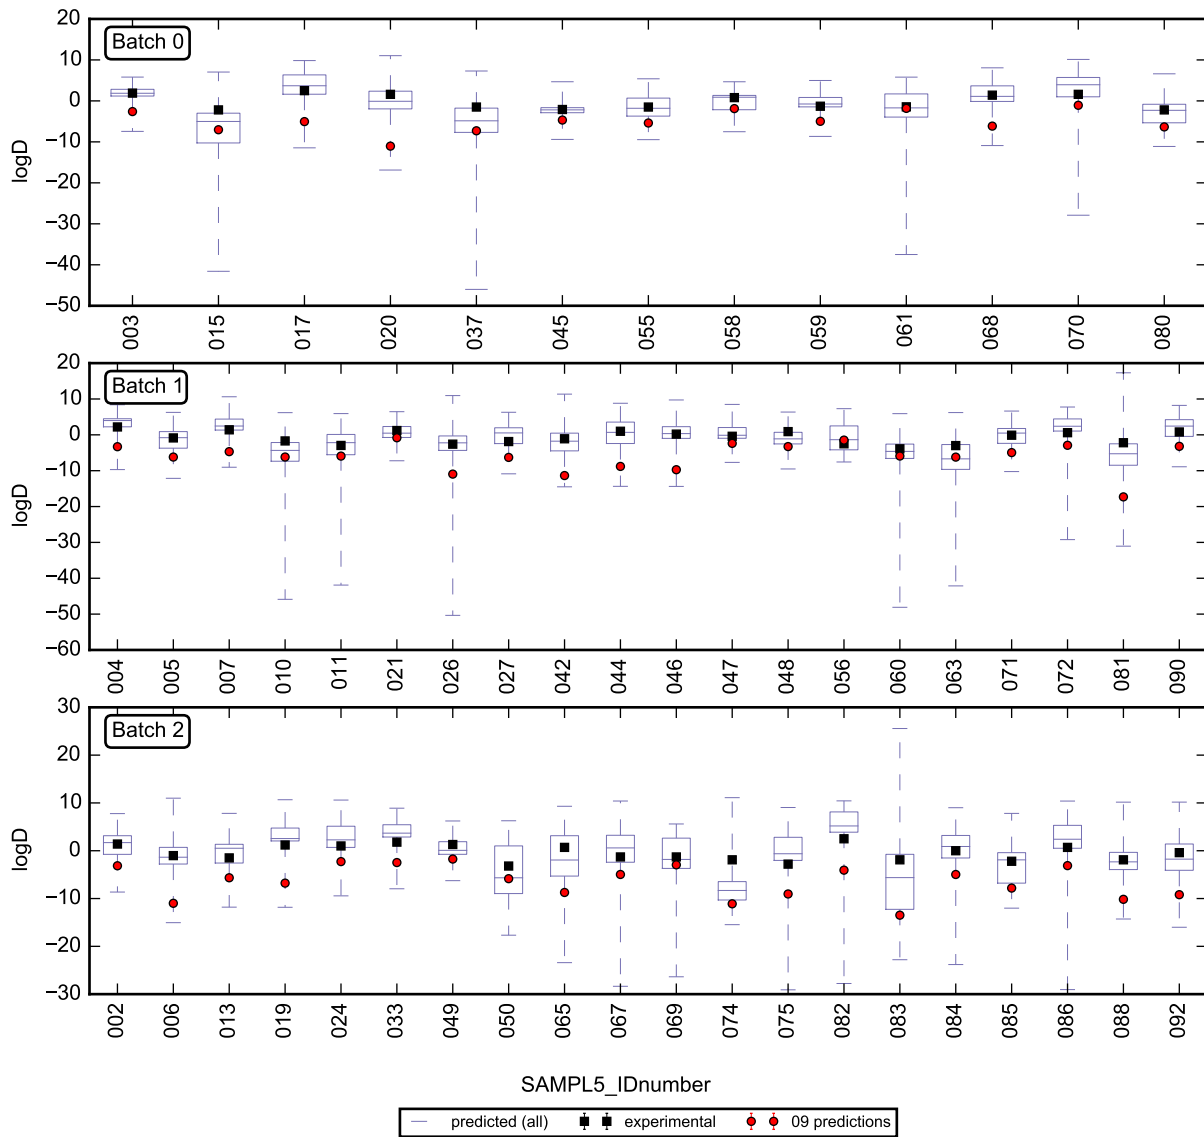 20
Batch 0
10
0
−10
−20
−30
−40
−50
logD
003 015 017 020 037 045 055 058 059 061 068 070 080
20
Batch 1
10
0
−10
−20
−30
−40
−50
−60
logD
004 005 007 010 011 021 026 027 042 044 046 047 048 056 060 063 071 072 081 090
30
Batch 2
20
10
0
−10
−20
−30
logD
002 006 013 019 024 033 049 050 065 067 069 074 075 082 083 084 085 086 088 092
SAMPL5_IDnumber
predicted (all) experimental 09 predictions